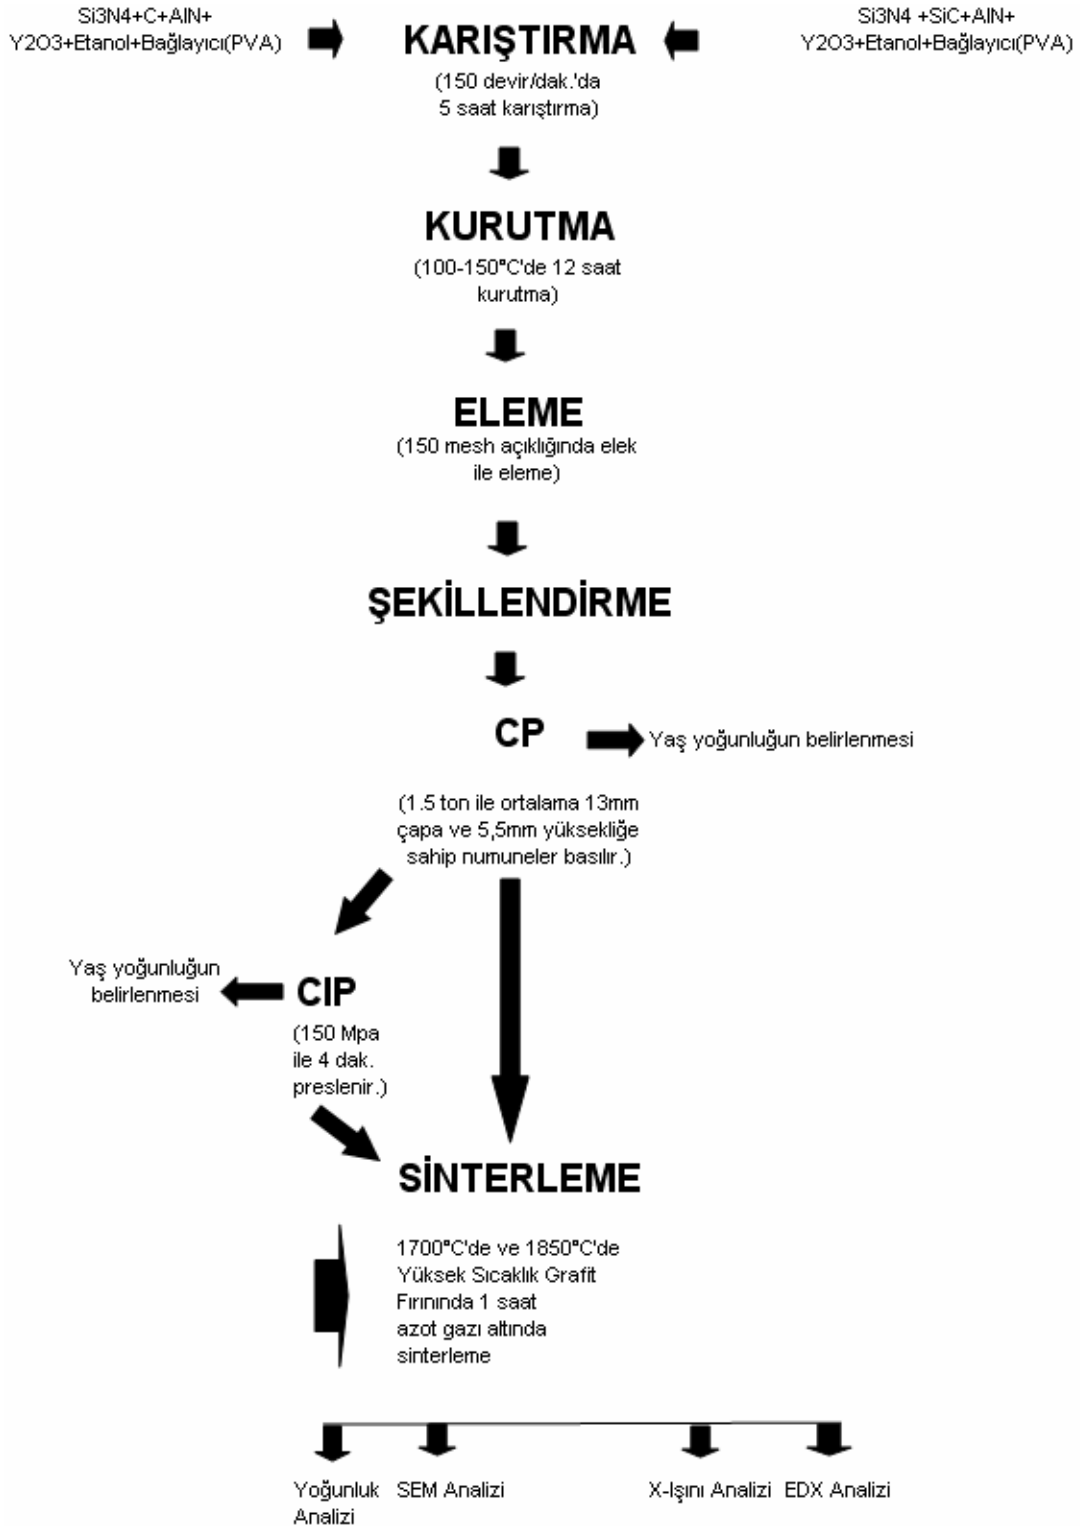 Si3N4+C+AlN+
Y2O3+Etanol+Bağlayıcı(PVA)
KARIŞTIRMA
Si3N4 +SiC+AlN+
Y2O3+Etanol+Bağlayıcı(PVA)
(150 devir/dak.'da
5 saat karıştırma)
KURUTMA
(100-150°C'de 12 saat
kurutma)
ELEME
(150 mesh açıklığında elek
ile eleme)
ŞEKİLLENDİRME
CP
Yaş yoğunluğun belirlenmesi
(1.5 ton ile ortalama 13mm
çapa ve 5,5mm yüksekliğe
sahip numuneler basılır.)
Yaş yoğunluğun
belirlenmesi
CIP
(150 Mpa
ile 4 dak.
preslenir.)
SİNTERLEME
1700°C'de ve 1850°C'de
Yüksek Sıcaklık Grafit
Fırınında 1 saat
azot gazı altında
sinterleme
Yoğunluk
Analizi
SEM Analizi
X-Işını Analizi
EDX Analizi